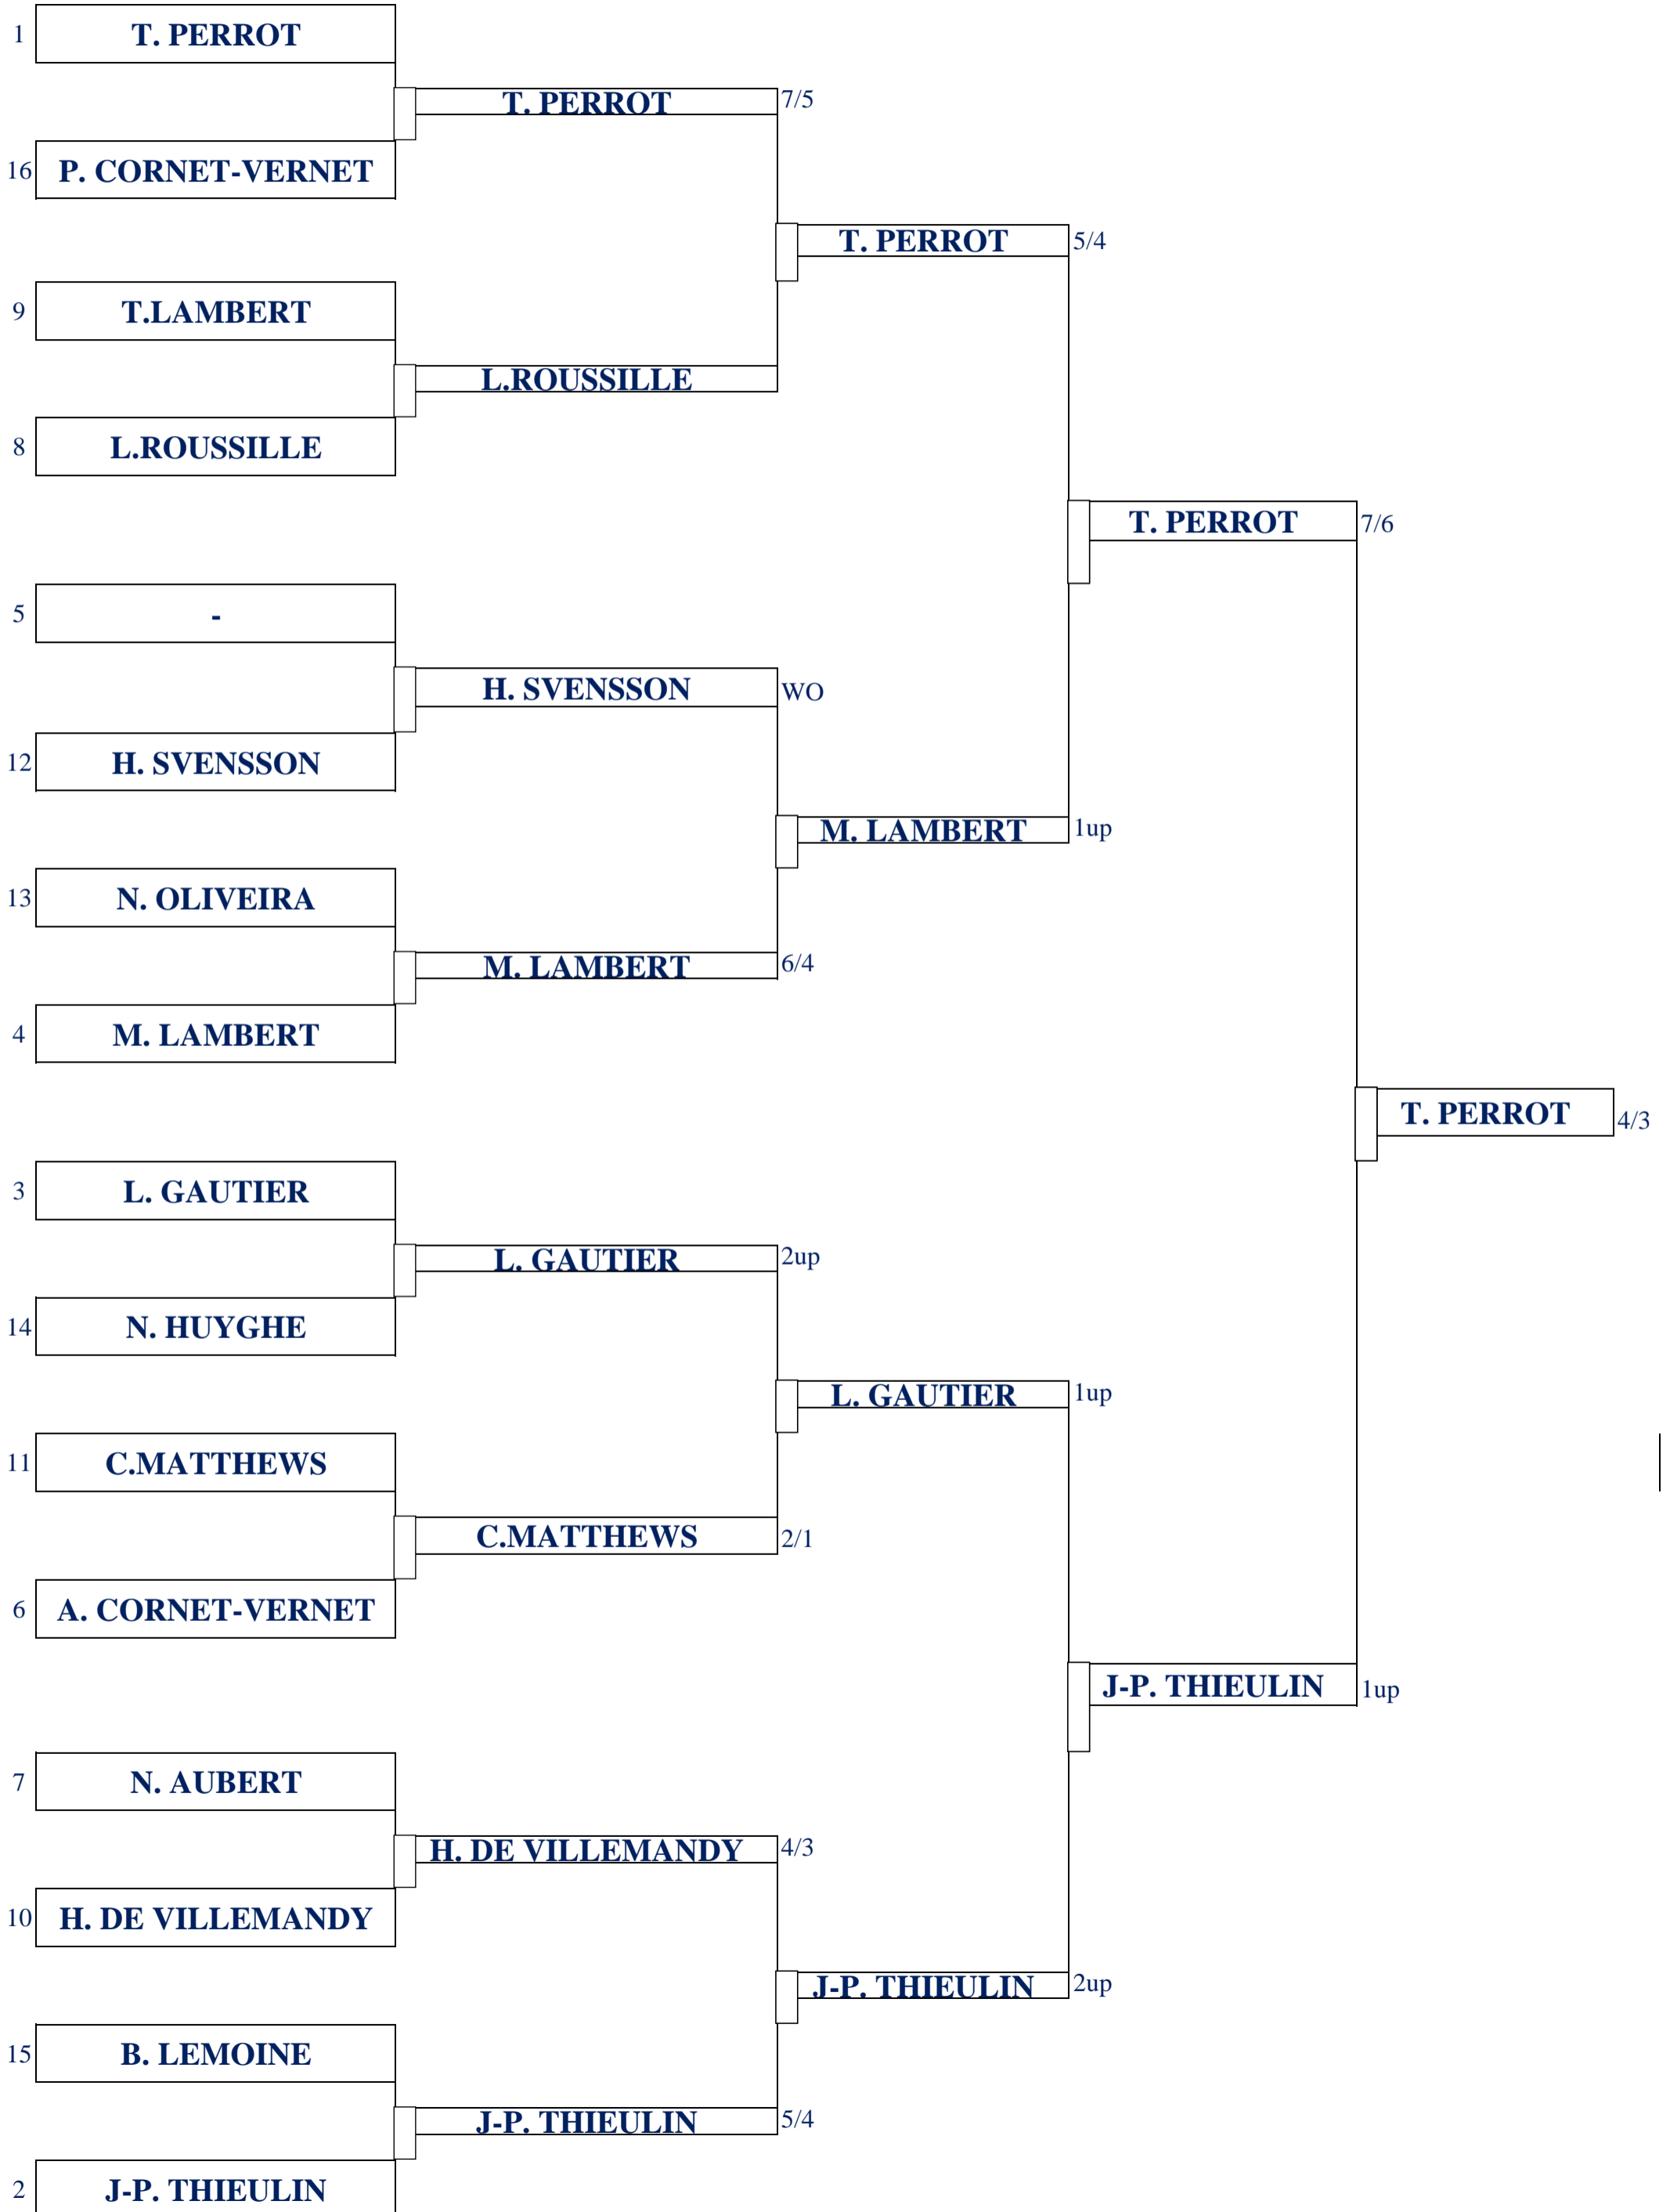 1 T. PERROT
T. PERROT 7/5
16 P. CORNET-VERNET
T. PERROT 5/4
9 T.LAMBERT
L.ROUSSILLE
8 L.ROUSSILLE
T. PERROT 7/6
5 -
H. SVENSSON WO
12 H. SVENSSON
M. LAMBERT 1up
13 N. OLIVEIRA
M. LAMBERT 6/4
4 M. LAMBERT
T. PERROT 4/3
3 L. GAUTIER
L. GAUTIER 2up
14 N. HUYGHE
L. GAUTIER 1up
11 C.MATTHEWS
C.MATTHEWS 2/1
6 A. CORNET-VERNET
J-P. THIEULIN 1up
7 N. AUBERT
H. DE VILLEMANDY 4/3
10 H. DE VILLEMANDY
J-P. THIEULIN 2up
15 B. LEMOINE
J-P. THIEULIN 5/4
2 J-P. THIEULIN